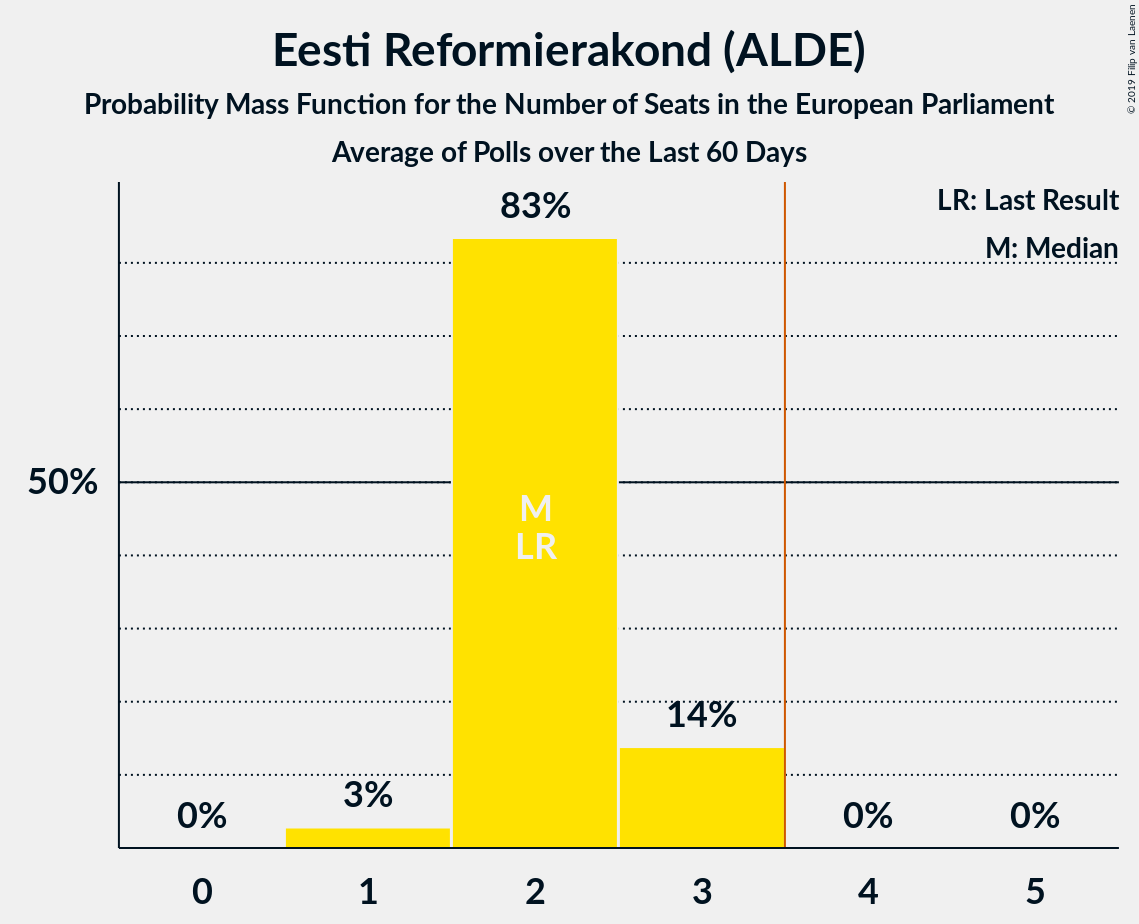 Eesti Reformierakond (ALDE)
Probability Mass Function for the Number of Seats in the European Parliament
Average of Polls over the Last 60 Days
© 2019 Filip van Laenen
LR: Last Result
M: Median
83%
50%
M
LR
14%
3%
0%
0%
0%
0
1
2
3
4
5